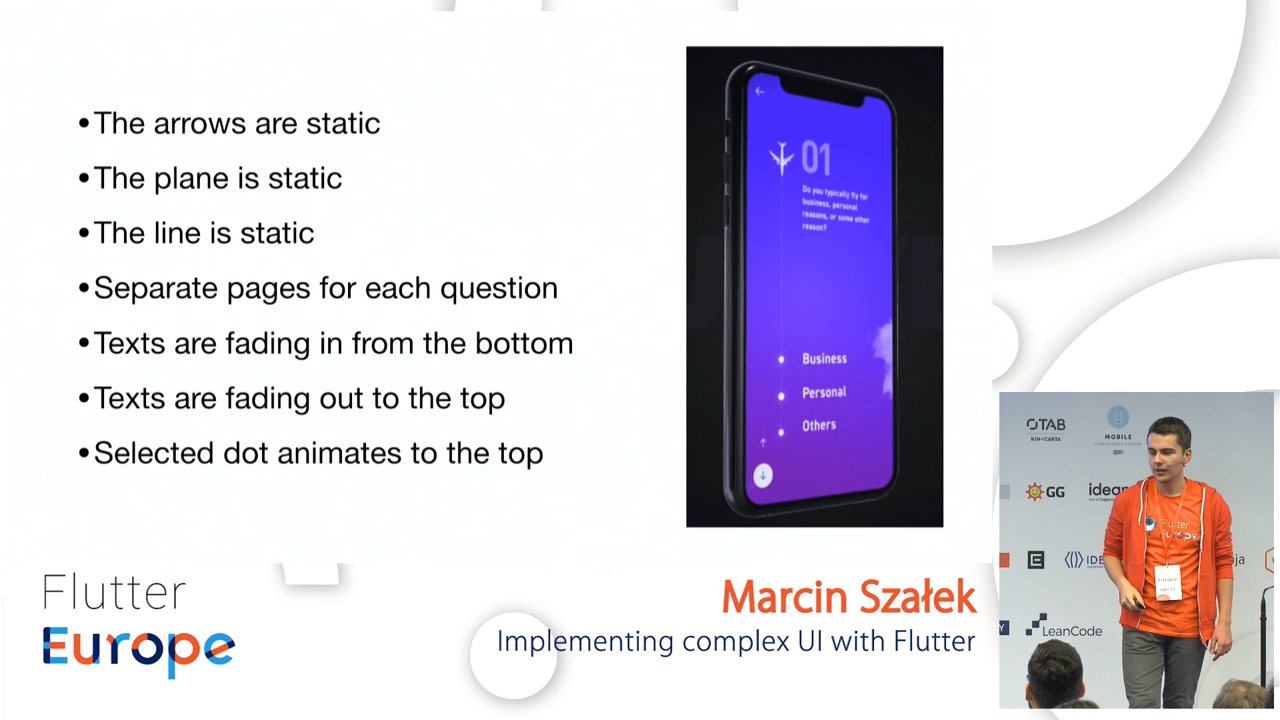 •The arrows are static
•The plane is static
•The line is static
•Separate pages for each question
•Texts are fading in from the bottom
•Texts are fading out to the top
•Selected dot animates to the top
01
Do you typically fly for
business, personal
reasons, or some other
reason?
Business
Personal
Others
OTAB
KIN+CARTA
MOBILE
GG
LeanCode
Flutter
Europe
Flutter
Europe
Marcin Szałek
Implementing complex UI with Flutter